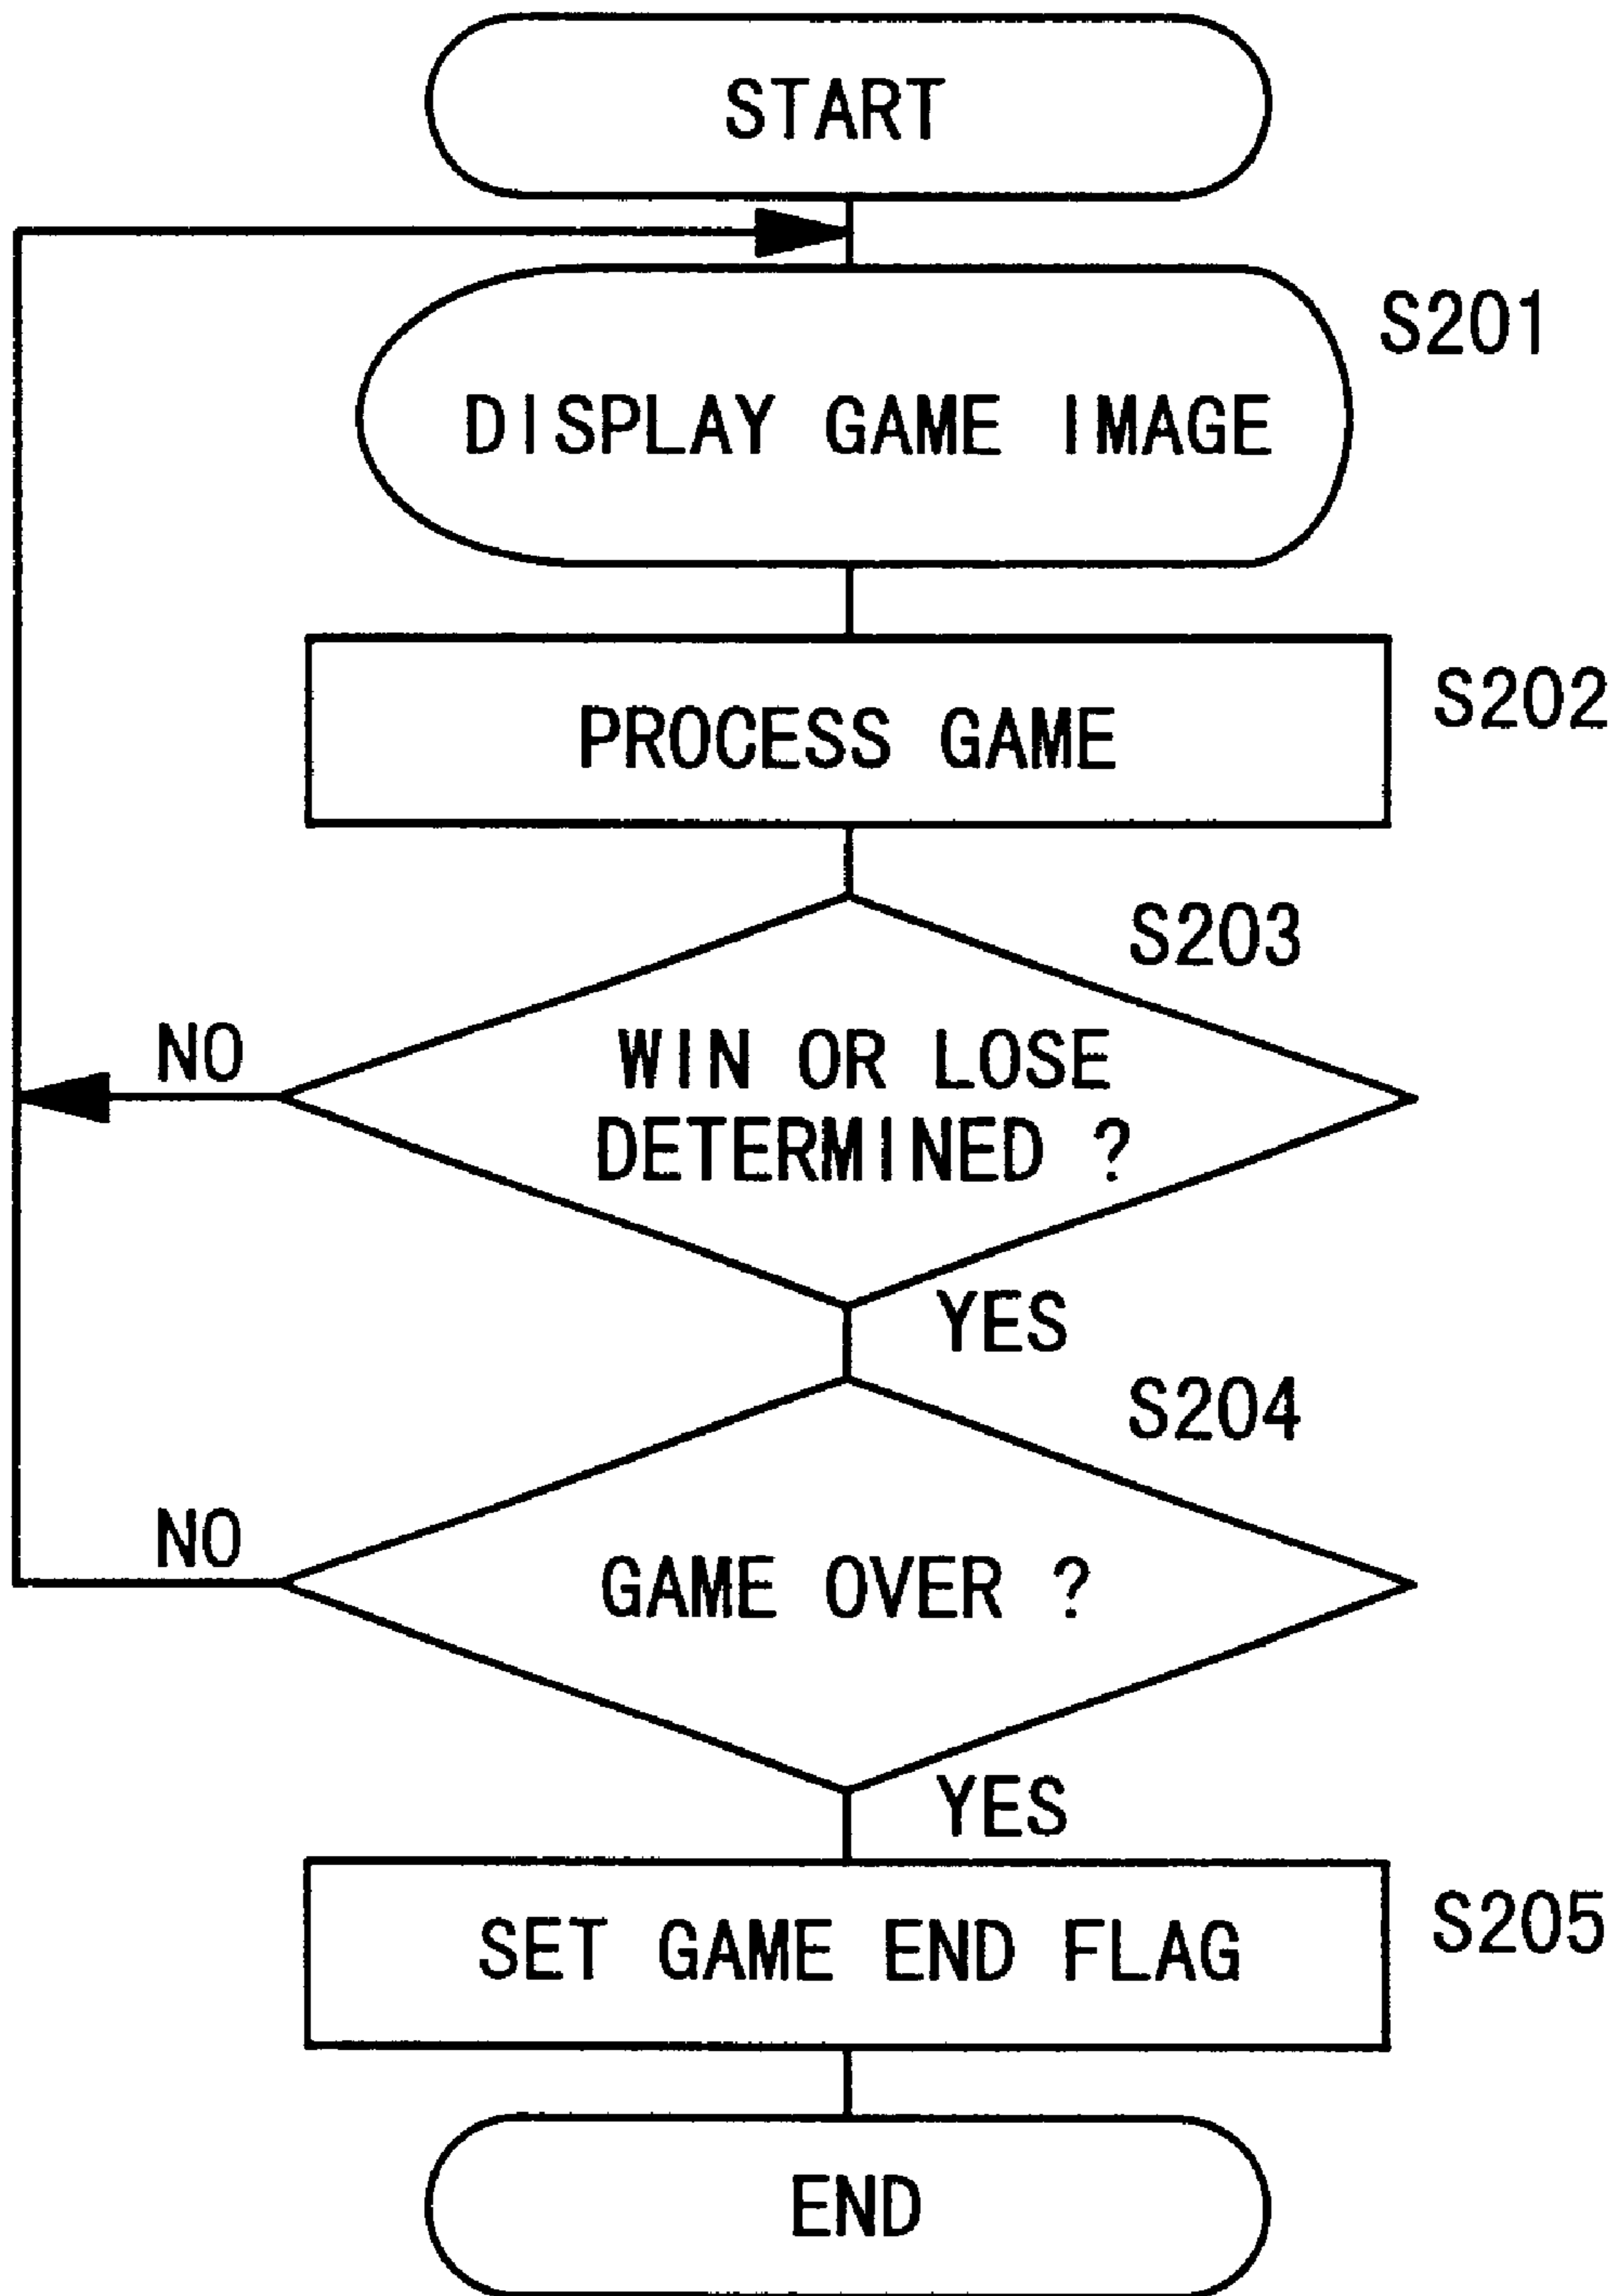 START
S201
DISPLAY GAME IMAGE
S202
PROCESS GAME
S203
NO
WIN OR LOSE
DETERMINED ?
YES
S204
NO
GAME OVER ?
YES
S205
SET GAME END FLAG
END